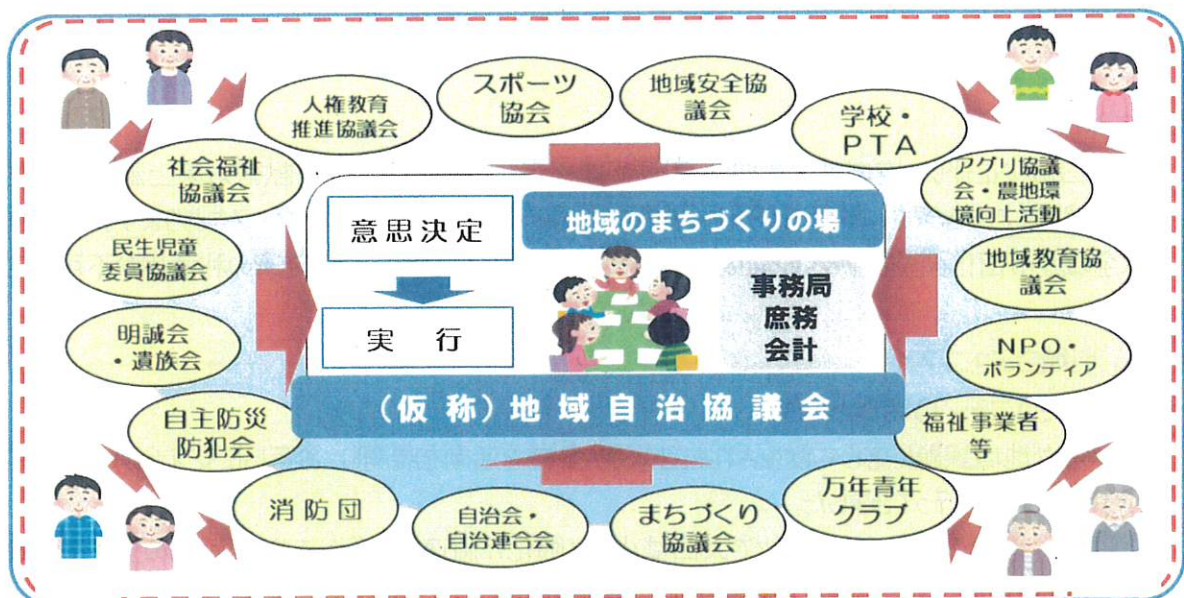 人権教育
推進協議会
スポーツ
協会
地域安全協
議会
学校・
PTA
社会福祉
協議会
アグリ協議
会・農地環
境向上活動
意思決定
地域のまちづくりの場
民生児童
委員協議会
地域教育協
議会
事務局
庶務
会計
明誠会
・遺族会
実 行
NPO・
ボランティア
(仮称)地域自治協議会
自主防災
防犯会
福祉事業者
等
消防団
自治会・
自治連合会
まちづくり
協議会
万年青年
クラブ